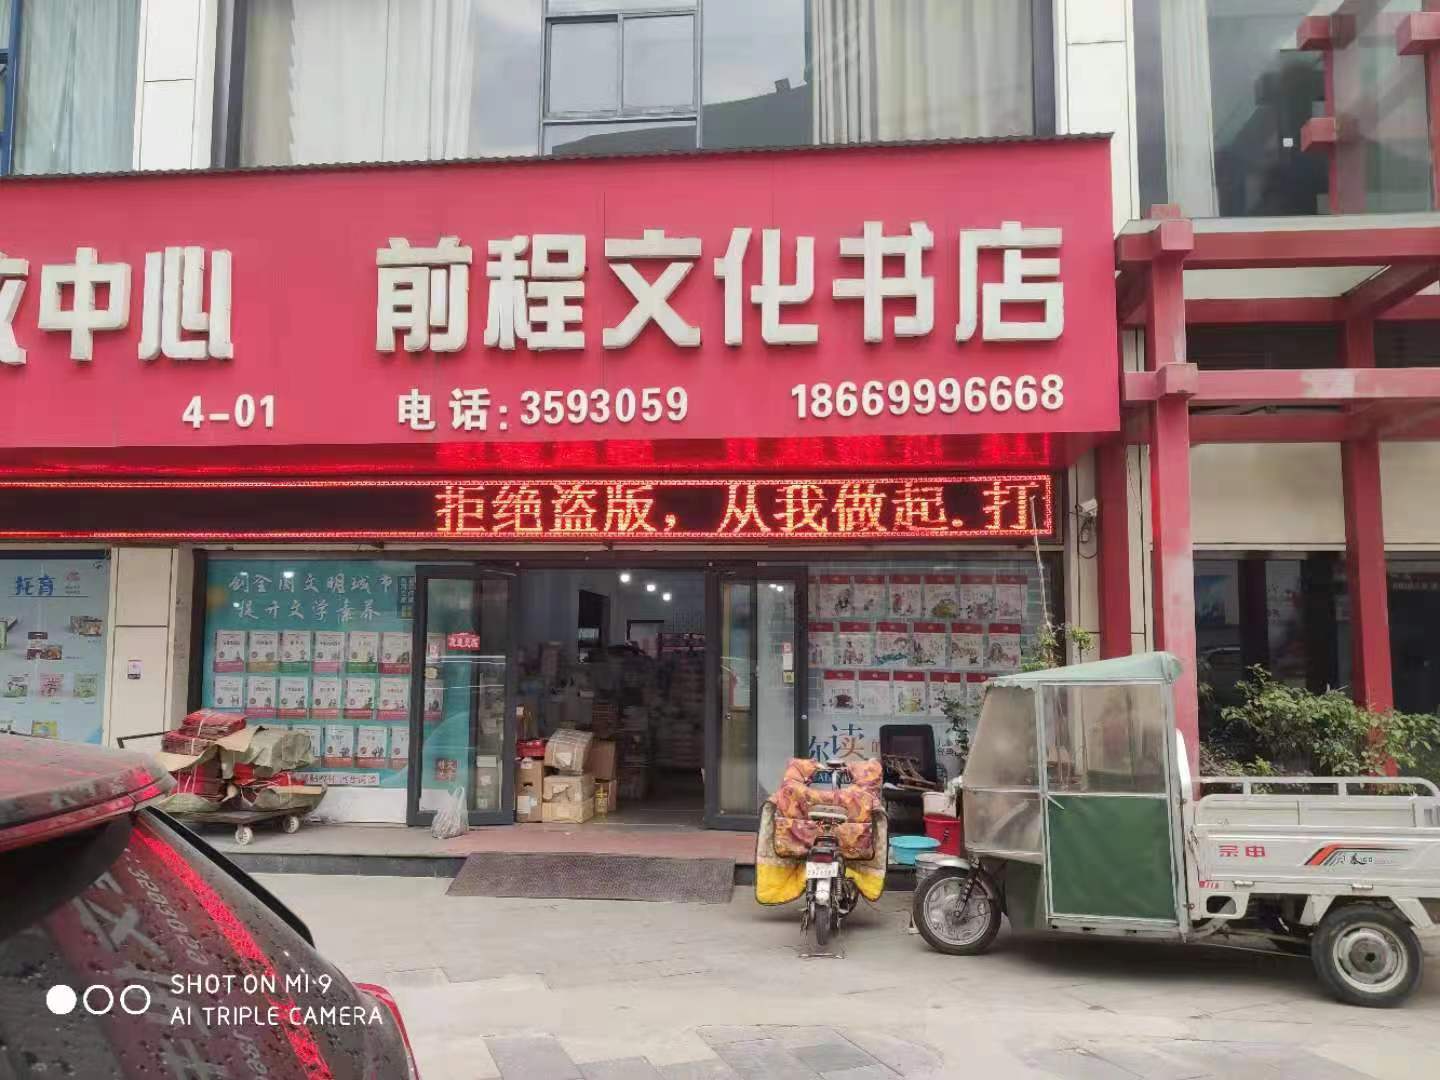 中心 前程文化书店
4-01 电话:3593059 18669996668
拒绝盗版，从我做起.打
托育
创全国文明城市
提升文学素养
你读的
宗申
SHOT ON MI 9
AI TRIPLE CAMERA